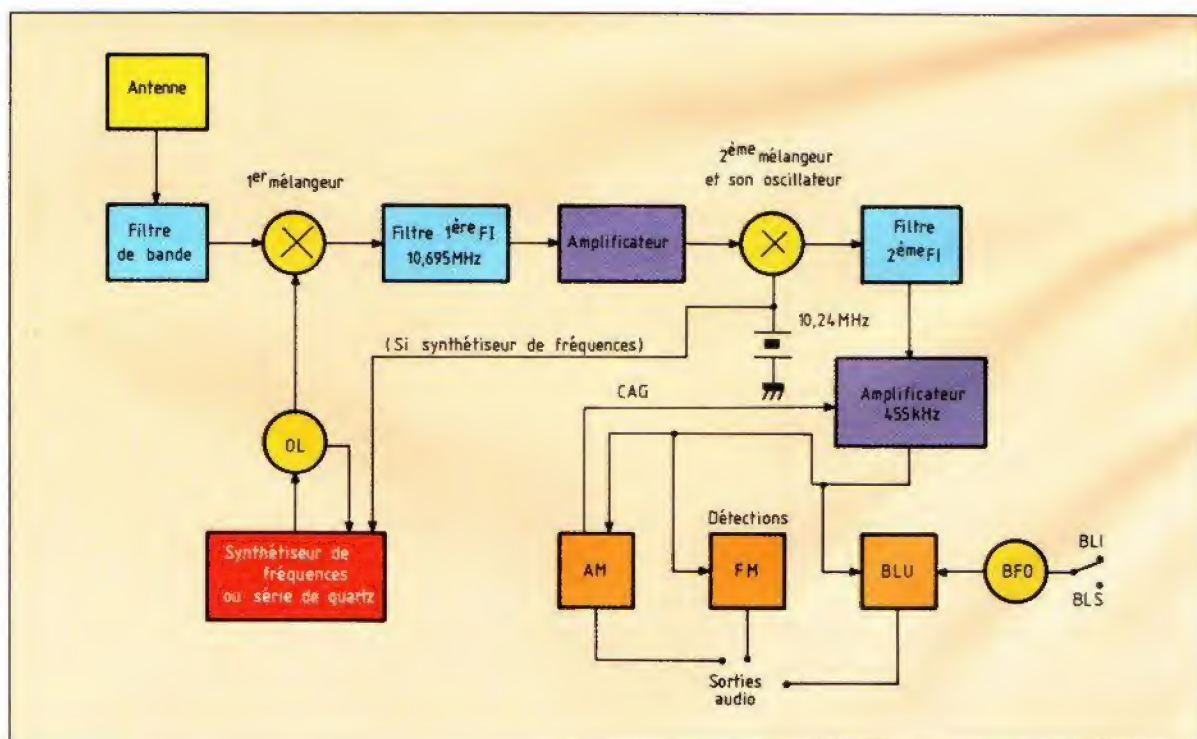 Antenne
1er mélangeur
2ème mélangeur
et son oscillateur
Filtre
de bande
Filtre 1ère FI
10,695MHz
Amplificateur
Filtre
2ème FI
10,24MHz
(Si synthétiseur de fréquences)
CAG
Amplificateur
455kHz
OL
Synthétiseur de
fréquences
ou série de quartz
Détections
AM
FM
BLU
BFO
BLI
BLS
Sorties
audio